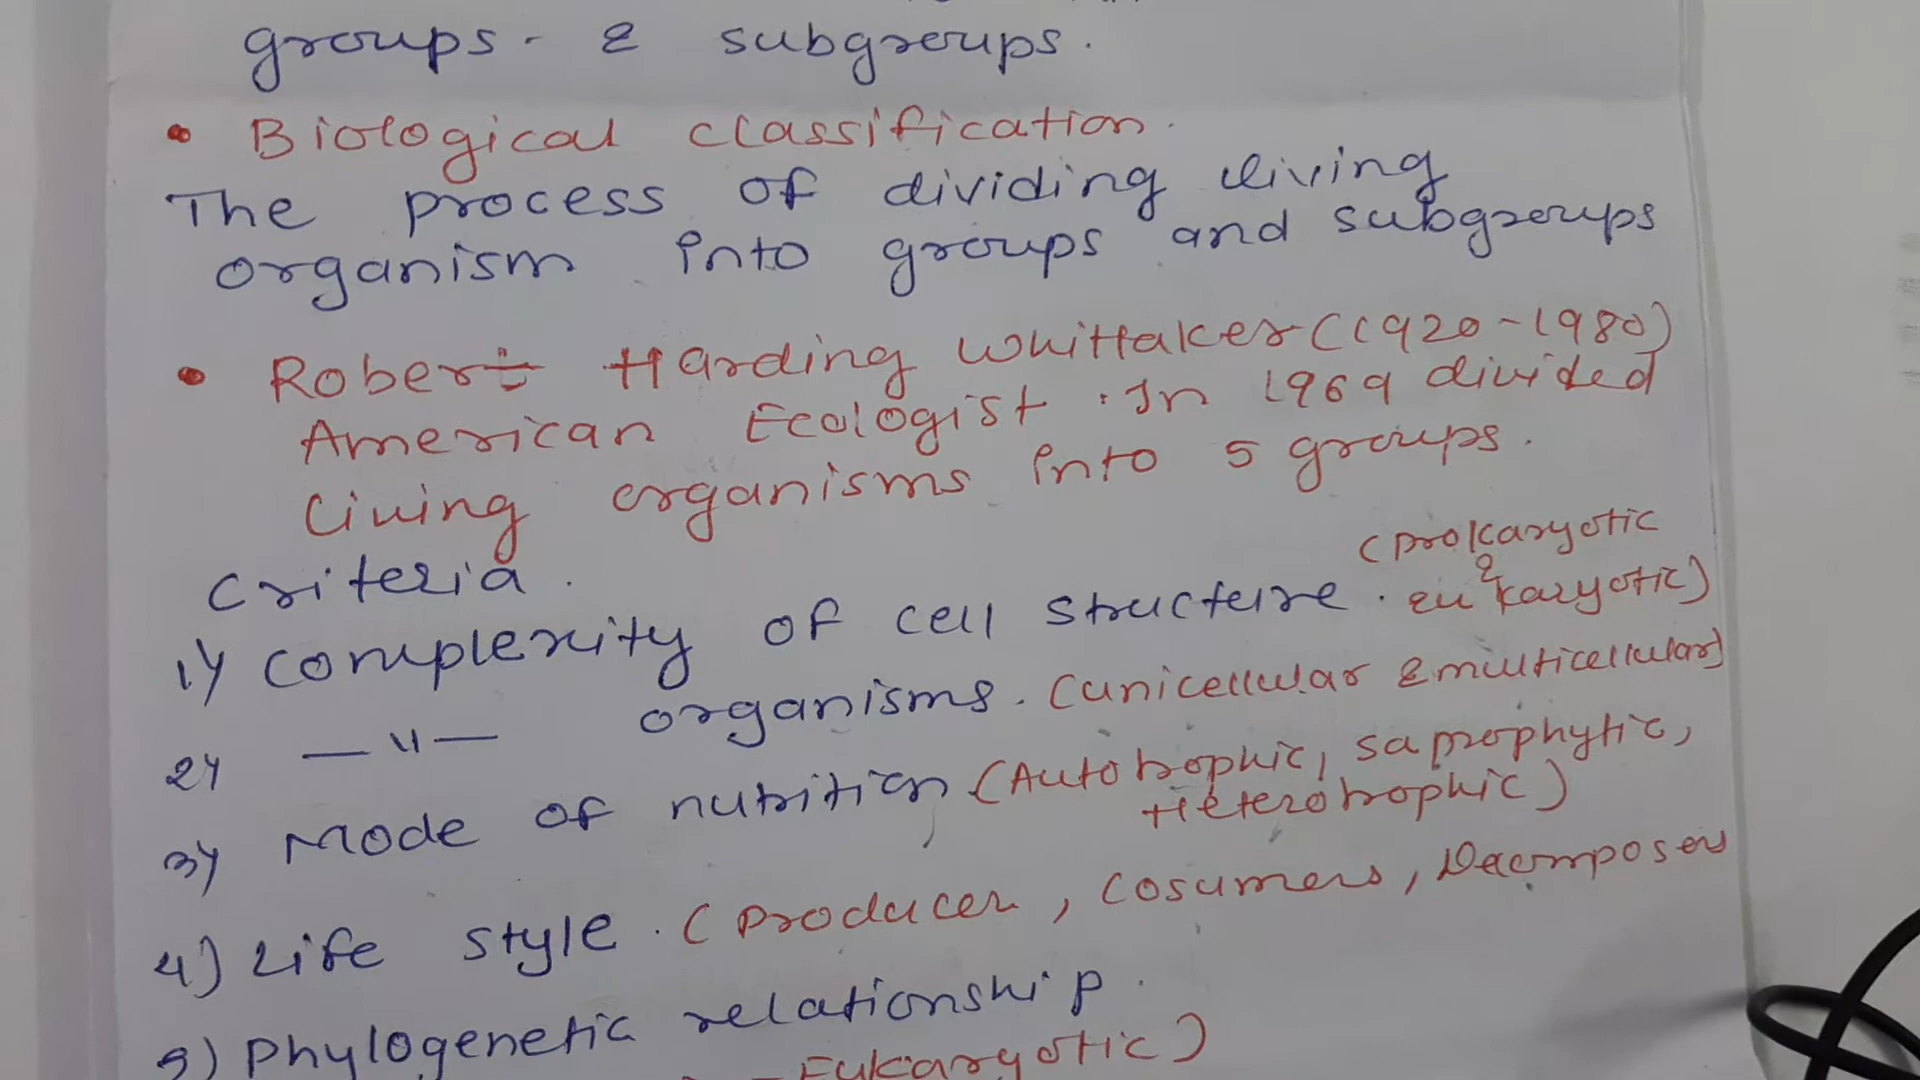 groups. & subgroups.
• Biological classification.
The process of dividing living
organism into groups and subgroups
• Robert Harding Whittaker (1920-1980)
American Ecologist. In 1969 divided
Living organisms into 5 groups.
Criteria.
1) Complexity of cell structure. (prokaryotic & eukaryotic)
2) —"— organisms. (unicellular & multicellular)
3) Mode of nutrition (Autotrophic, saprophytic,
Heterotrophic)
4) Life style. (Producer, Cosumers, Decomposers
5) Phylogenetic relationship.
Eukaryotic)